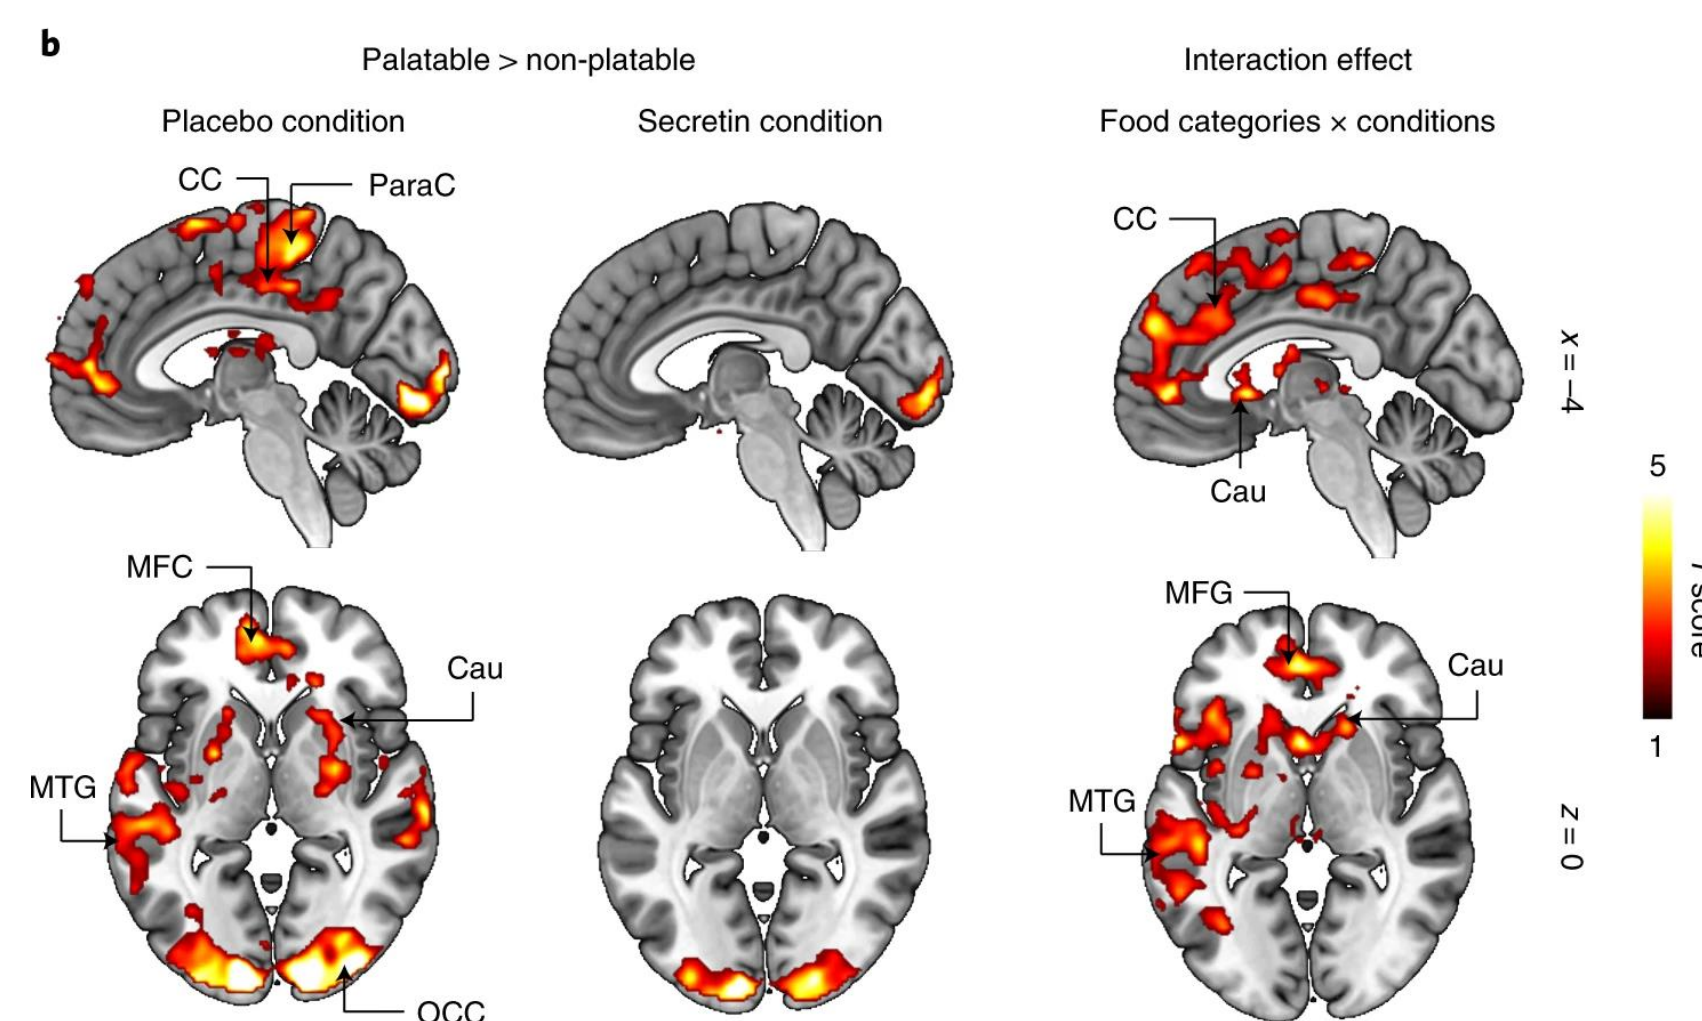 b
Palatable > non-platable
Interaction effect
Placebo condition
Secretin condition
Food categories × conditions
CC
ParaC
CC
Cau
x = –4
5
1
score
MFC
Cau
MTG
OCC
MFG
Cau
MTG
z = 0